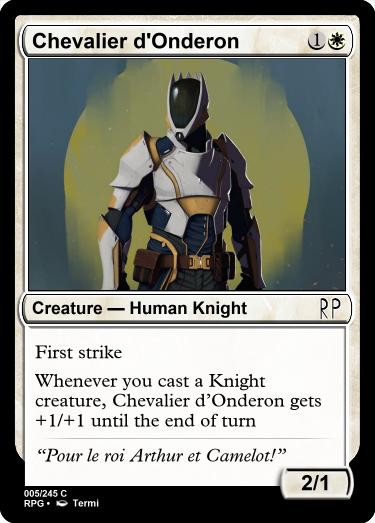 Chevalier d'Onderon 1
Creature — Human Knight RP
First strike
Whenever you cast a Knight
creature, Chevalier d’Onderon gets
+1/+1 until the end of turn
“Pour le roi Arthur et Camelot!”
2/1
005/245 C
RPG • Termi